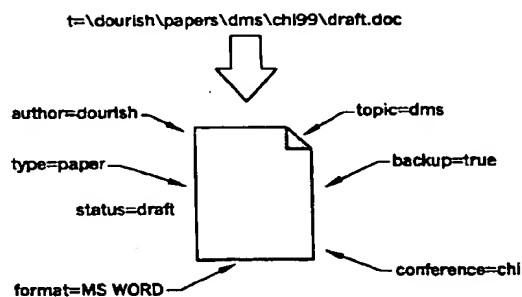 t=\dourish\papers\dms\chi99\draft.doc
author=dourish
topic=dms
type=paper
backup=true
status=draft
conference=chi
format=MS WORD